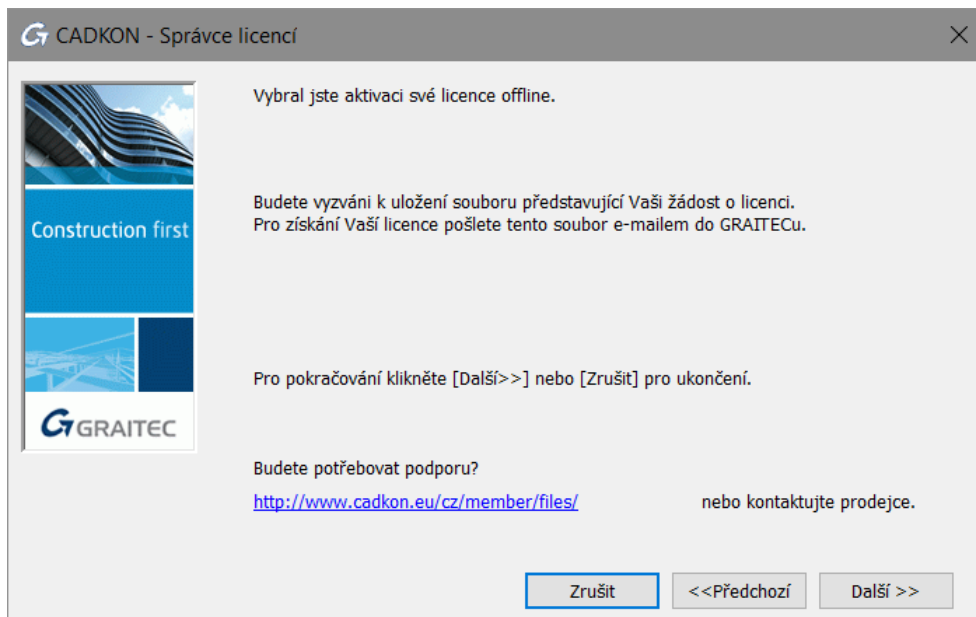 CADKON - Správce licencí
Vybral jste aktivaci své licence offline.
Budete vyzváni k uložení souboru představující Vaši žádost o licenci.
Pro získání Vaší licence pošlete tento soubor e-mailem do GRAITECu.
Construction first
Pro pokračování klikněte [Další>>] nebo [Zrušit] pro ukončení.
GRAITEC
Budete potřebovat podporu?
http://www.cadkon.eu/cz/member/files/ nebo kontaktujte prodejce.
Zrušit <<Předchozí Další >>